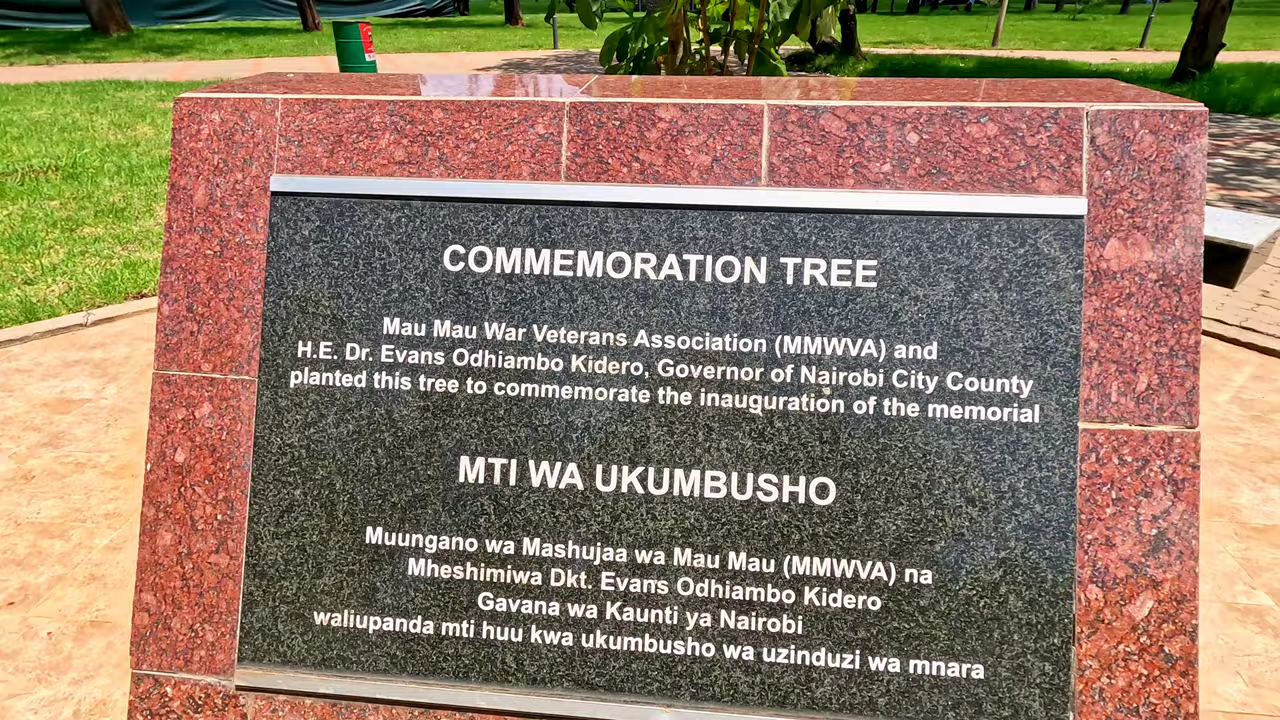 COMMEMORATION TREE
Mau Mau War Veterans Association (MMWVA) and
H.E. Dr. Evans Odhiambo Kidero, Governor of Nairobi City County
planted this tree to commemorate the inauguration of the memorial
MTI WA UKUMBUSHO
Muungano wa Mashujaa wa Mau Mau (MMWVA) na
Mheshimiwa Dkt. Evans Odhiambo Kidero
Gavana wa Kaunti ya Nairobi
waliupanda mti huu kwa ukumbusho wa uzinduzi wa mnara